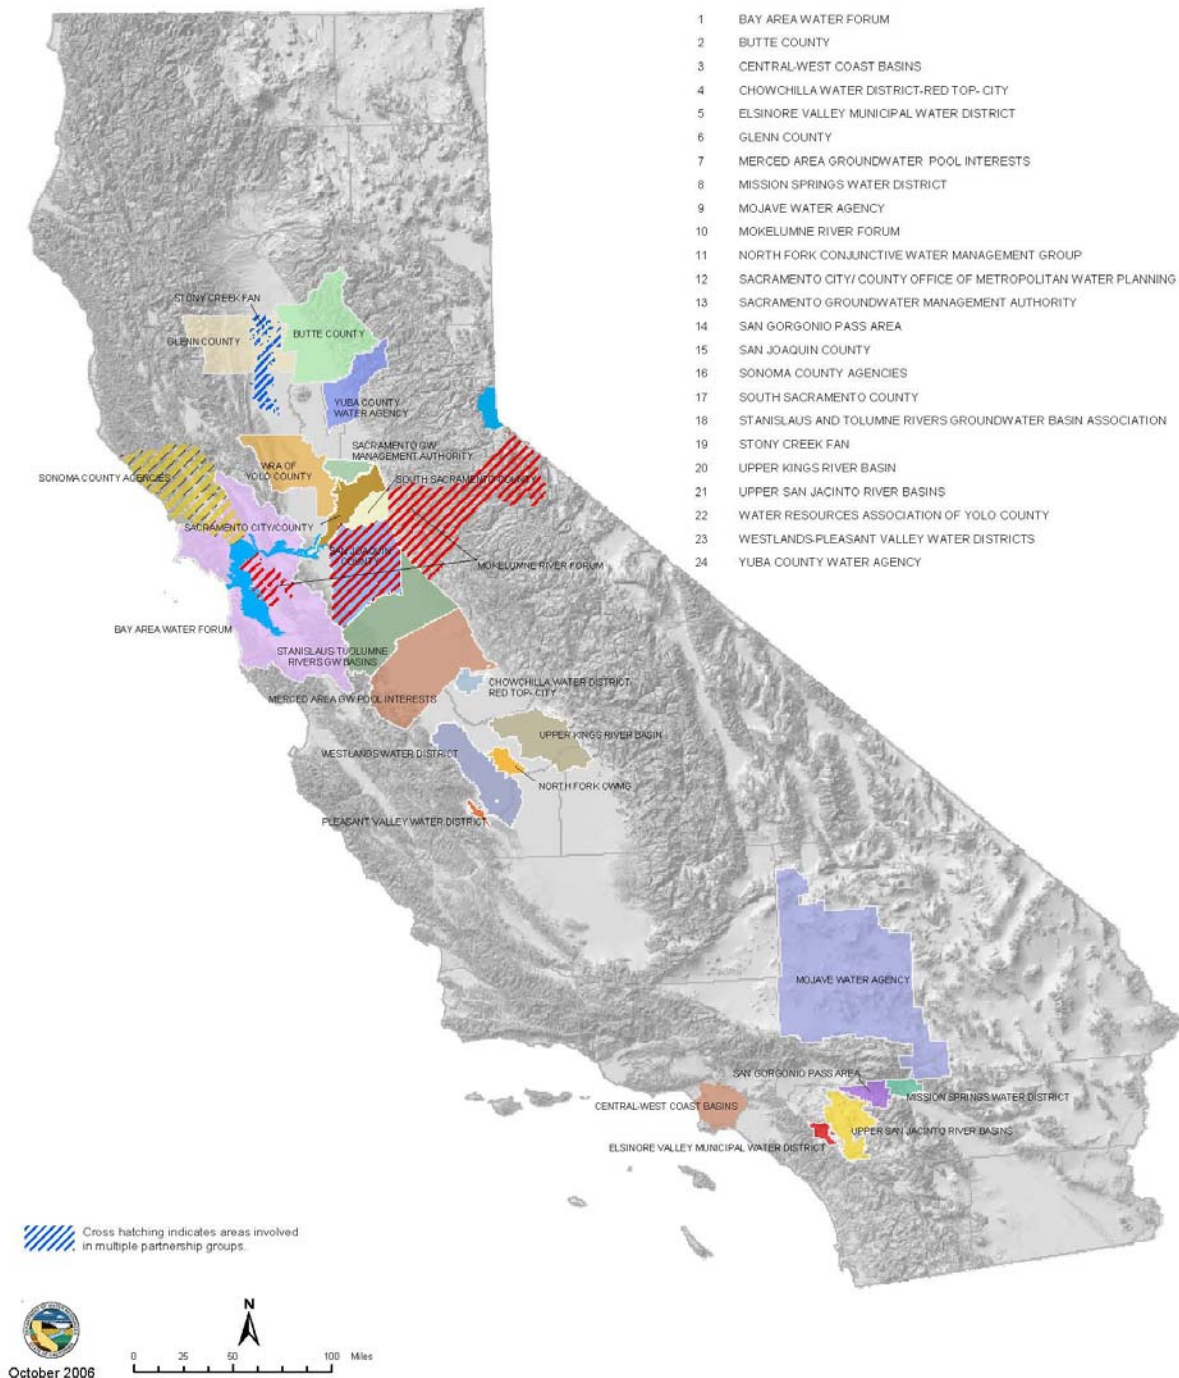 1 BAY AREA WATER FORUM
2 BUTTE COUNTY
3 CENTRAL-WEST COAST BASINS
4 CHOWCHILLA WATER DISTRICT-RED TOP- CITY
5 ELSINORE VALLEY MUNICIPAL WATER DISTRICT
6 GLENN COUNTY
7 MERCED AREA GROUNDWATER POOL INTERESTS
8 MISSION SPRINGS WATER DISTRICT
9 MOJAVE WATER AGENCY
10 MOKELUMNE RIVER FORUM
11 NORTH FORK CONJUNCTIVE WATER MANAGEMENT GROUP
12 SACRAMENTO CITY/ COUNTY OFFICE OF METROPOLITAN WATER PLANNING
13 SACRAMENTO GROUNDWATER MANAGEMENT AUTHORITY
14 SAN GORGONIO PASS AREA
15 SAN JOAQUIN COUNTY
16 SONOMA COUNTY AGENCIES
17 SOUTH SACRAMENTO COUNTY
18 STANISLAUS AND TOLUMNE RIVERS GROUNDWATER BASIN ASSOCIATION
19 STONY CREEK FAN
20 UPPER KINGS RIVER BASIN
21 UPPER SAN JACINTO RIVER BASINS
22 WATER RESOURCES ASSOCIATION OF YOLO COUNTY
23 WESTLANDS-PLEASANT VALLEY WATER DISTRICTS
24 YUBA COUNTY WATER AGENCY
STONY CREEK FAN
BUTTE COUNTY
GLENN COUNTY
YUBA COUNTY
WATER AGENCY
SACRAMENTO GW
MANAGEMENT AUTHORITY
WRA OF
YOLO COUNTY
SONOMA COUNTY AGENCIES
SOUTH SACRAMENTO COUNTY
SACRAMENTO CITY/COUNTY
SAN JOAQUIN
COUNTY
MOKELUMNE RIVER FORUM
BAY AREA WATER FORUM
STANISLAUS-TUOLUMNE
RIVERS GW BASINS
CHOWCHILLA WATER DISTRICT-
RED TOP- CITY
MERCED AREA GW POOL INTERESTS
UPPER KINGS RIVER BASIN
WESTLANDS WATER DISTRICT
NORTH FORK CWMG
PLEASANT VALLEY WATER DISTRICT
MOJAVE WATER AGENCY
SAN GORGONIO PASS AREA
MISSION SPRINGS WATER DISTRICT
CENTRAL-WEST COAST BASINS
UPPER SAN JACINTO RIVER BASINS
ELSINORE VALLEY MUNICIPAL WATER DISTRICT
Cross hatching indicates areas involved
in multiple partnership groups.
N
October 2006
0 25 50 100 Miles